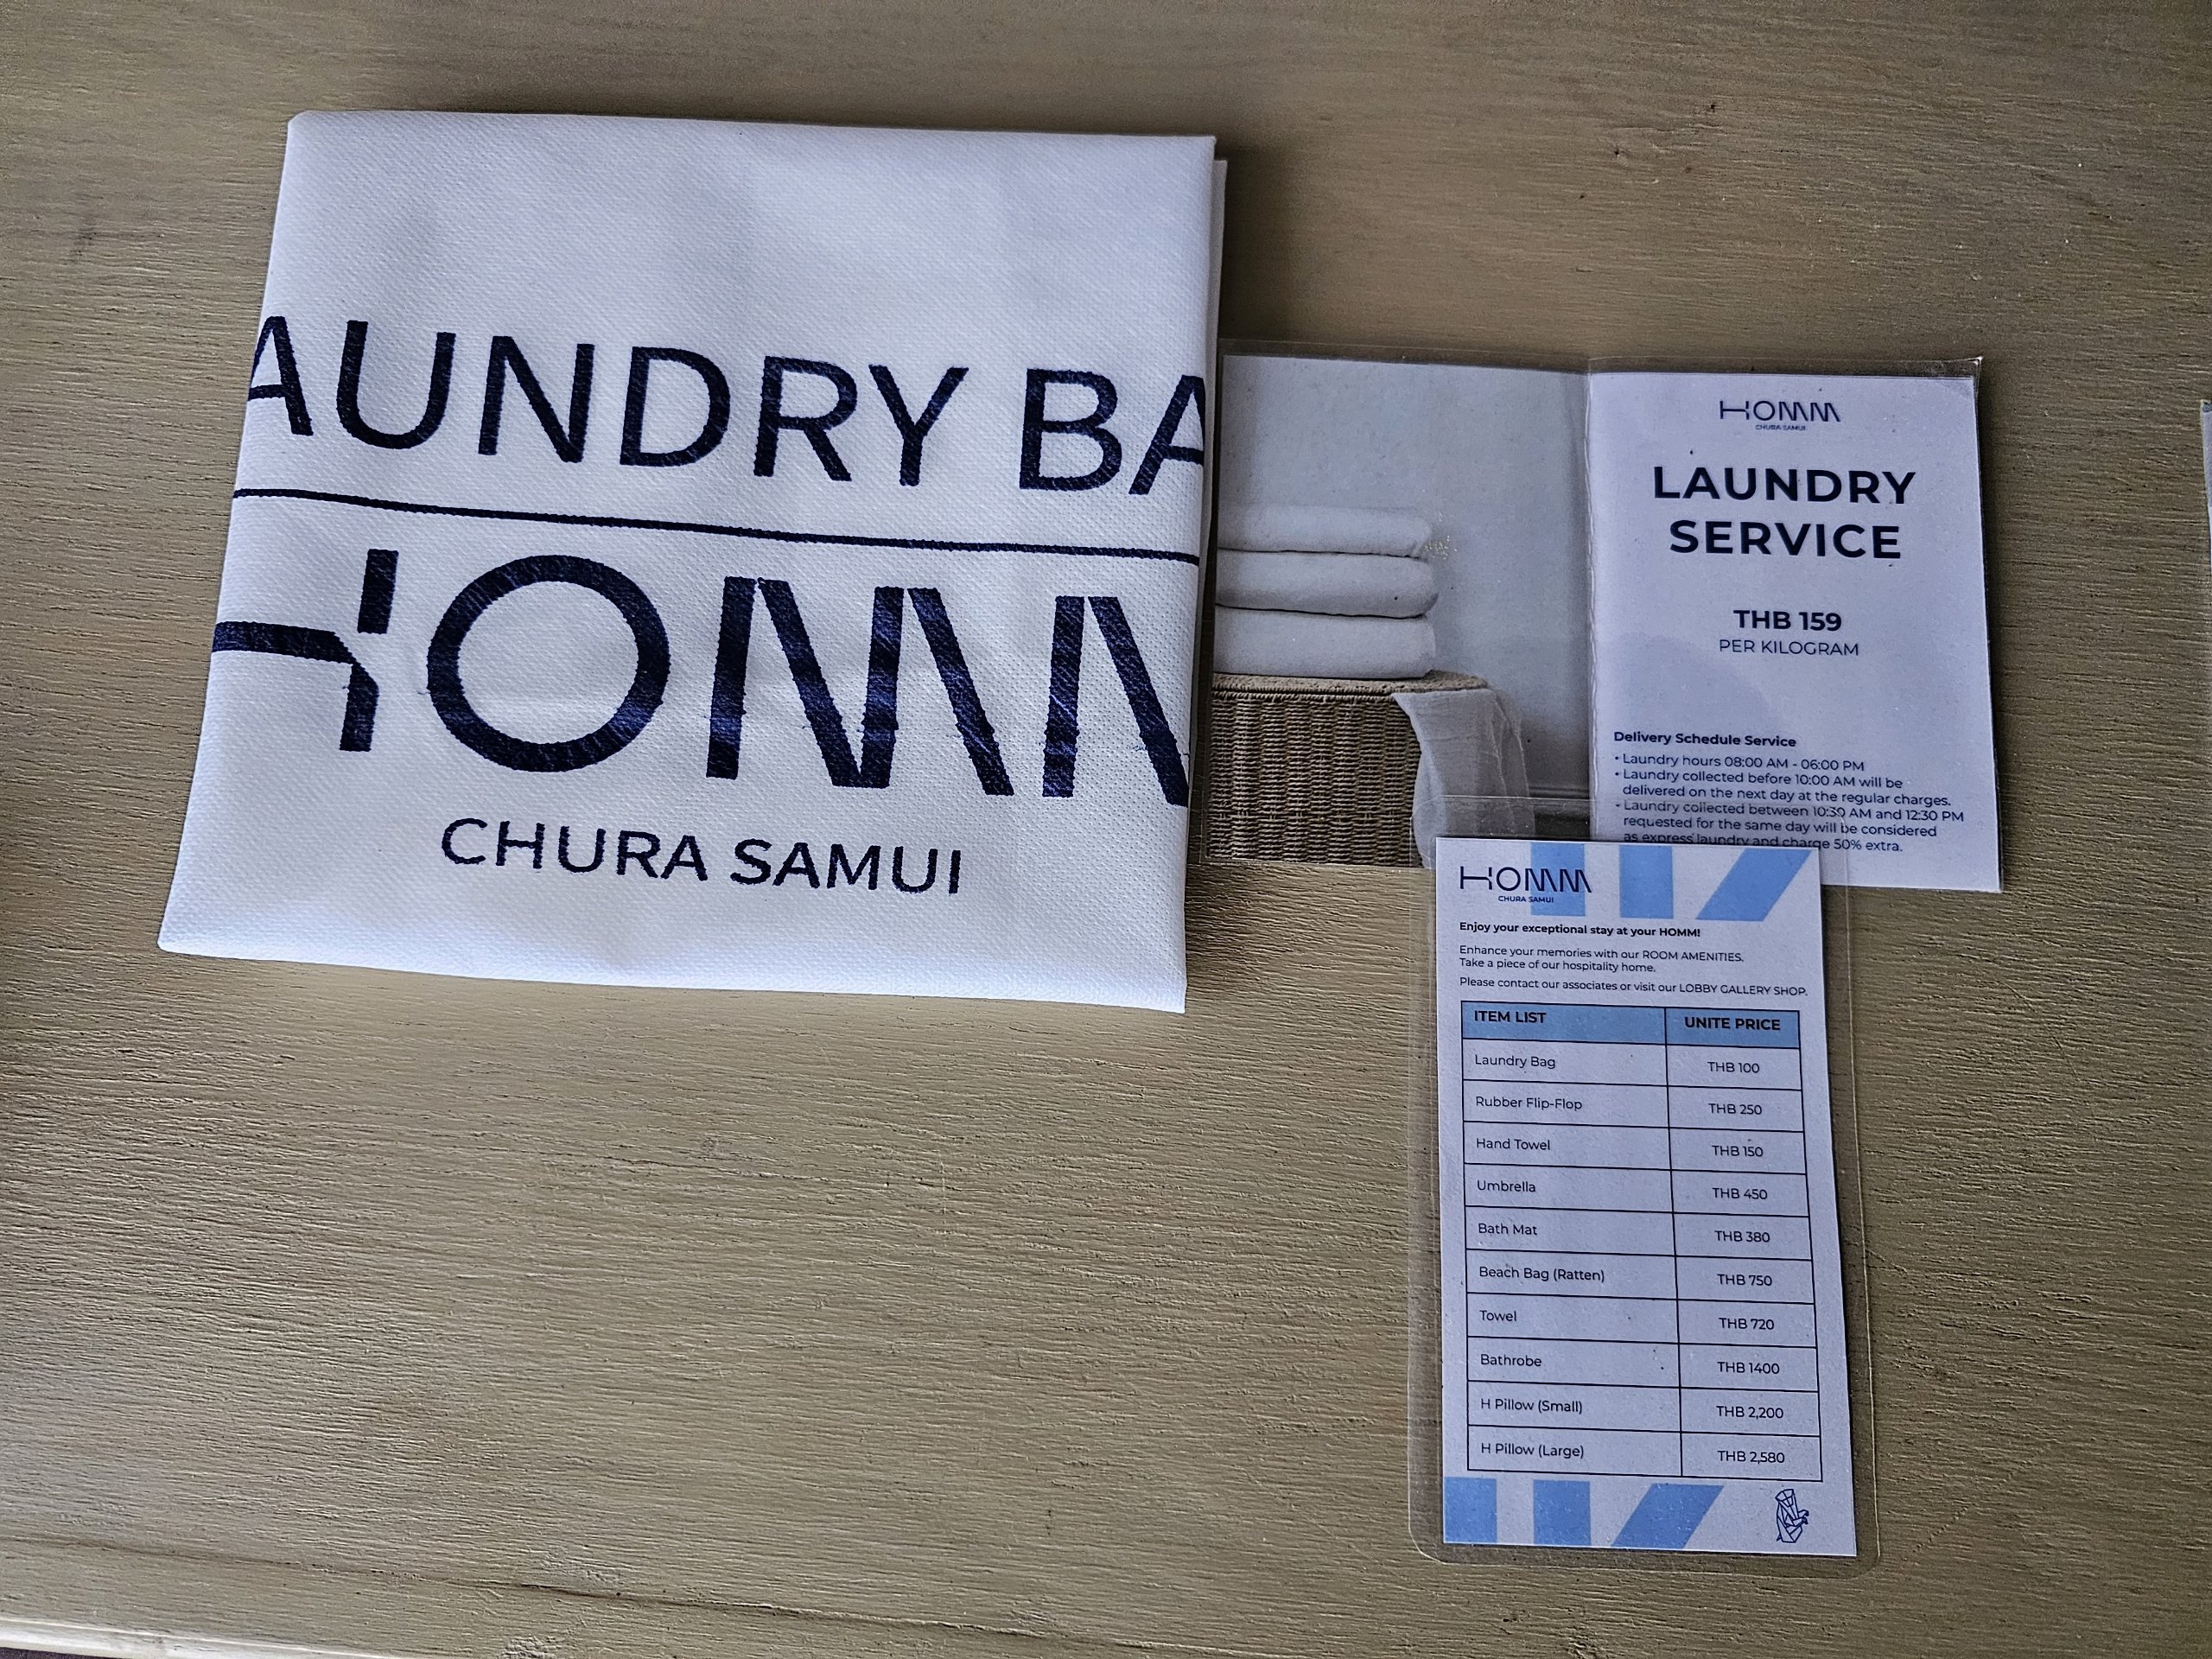 AUNDRY BA
HOMM
CHURA SAMUI
HOMM
CHURA SAMUI
LAUNDRY
SERVICE
THB 159
PER KILOGRAM
Delivery Schedule Service
• Laundry hours 08:00 AM - 06:00 PM
• Laundry collected before 10:00 AM will be
delivered on the next day at the regular charges.
• Laundry collected between 10:30 AM and 12:30 PM
requested for the same day will be considered
as express laundry and charge 50% extra.
HOMM
CHURA SAMUI
Enjoy your exceptional stay at your HOMM!
Enhance your memories with our ROOM AMENITIES.
Take a piece of our hospitality home.
Please contact our associates or visit our LOBBY GALLERY SHOP.
ITEM LIST UNITE PRICE
Laundry Bag THB 100
Rubber Flip-Flop THB 250
Hand Towel THB 150
Umbrella THB 450
Bath Mat THB 380
Beach Bag (Ratten) THB 750
Towel THB 720
Bathrobe THB 1400
H Pillow (Small) THB 2,200
H Pillow (Large) THB 2,580